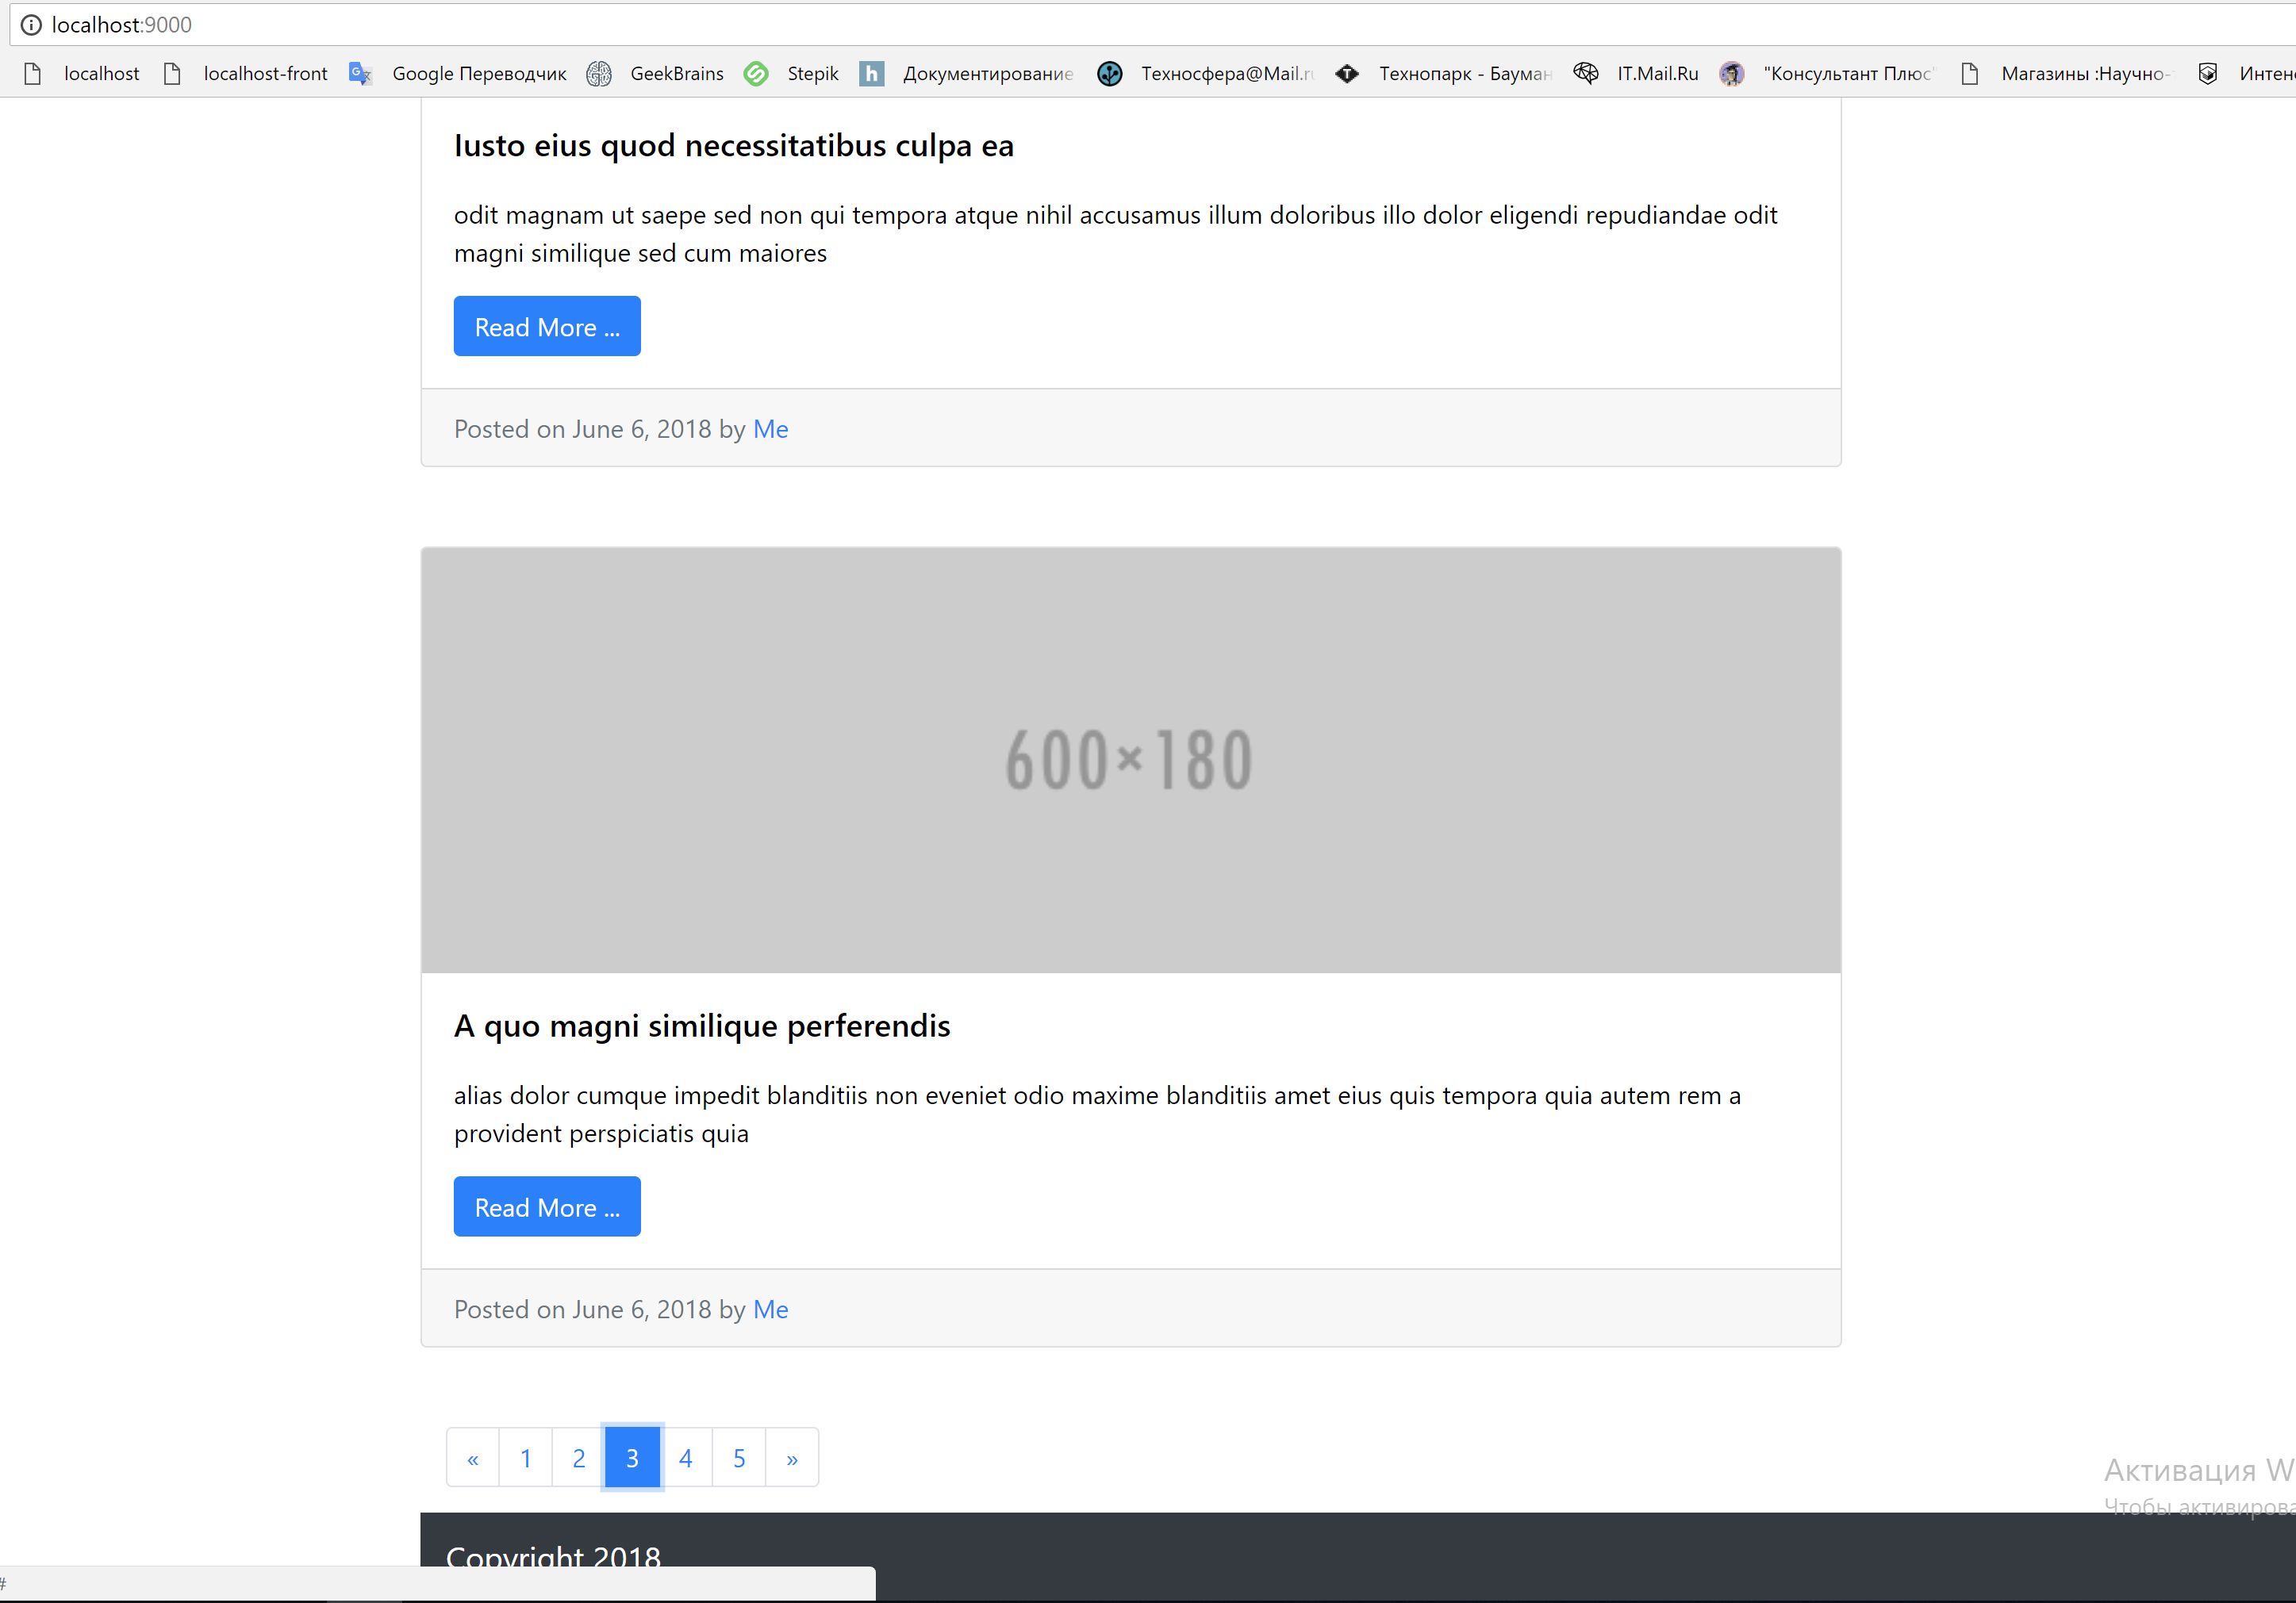 localhost:9000
localhost localhost-front Google Переводчик GeekBrains Stepik Документирование Техносфера@Mail.ru Технопарк - Бауман IT.Mail.Ru "Консультант Плюс" Магазины :Научно- Интен
Iusto eius quod necessitatibus culpa ea
odit magnam ut saepe sed non qui tempora atque nihil accusamus illum doloribus illo dolor eligendi repudiandae odit
magni similique sed cum maiores
Read More ...
Posted on June 6, 2018 by Me
600×180
A quo magni similique perferendis
alias dolor cumque impedit blanditiis non eveniet odio maxime blanditiis amet eius quis tempora quia autem rem a
provident perspiciatis quia
Read More ...
Posted on June 6, 2018 by Me
« 1 2 3 4 5 »
Активация W
Чтобы активирова
Copyright 2018
#